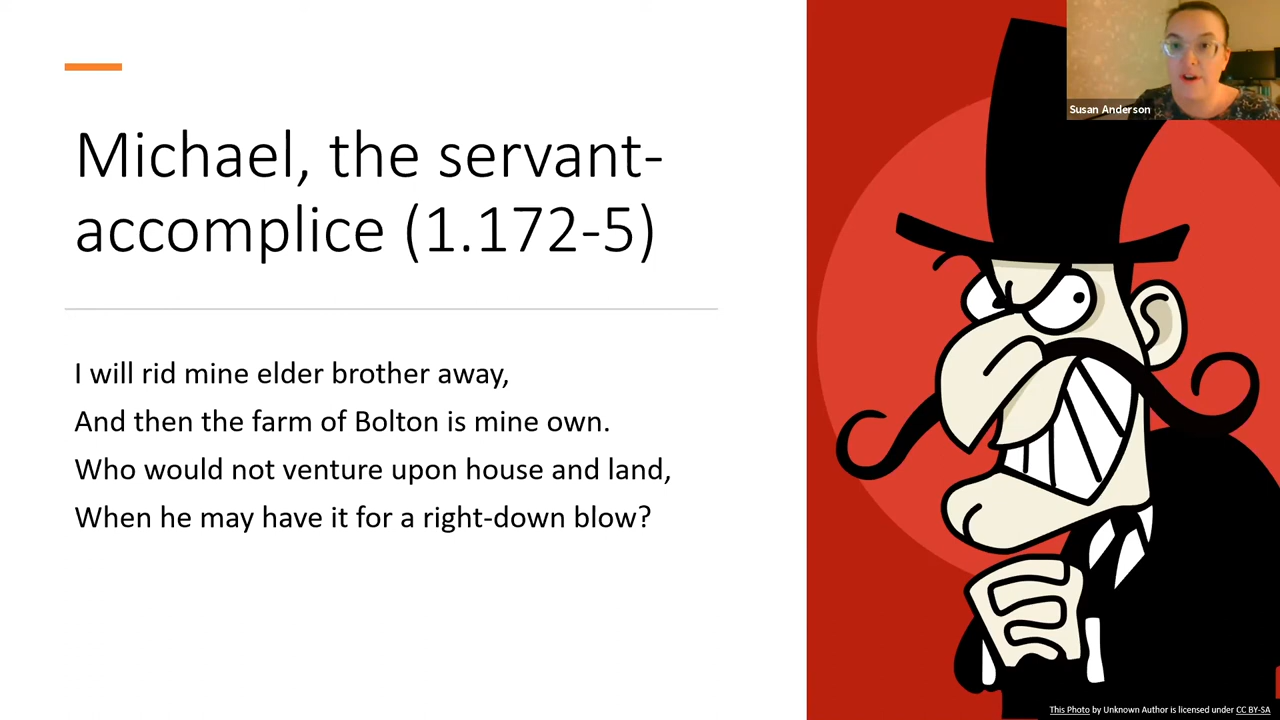 Susan Anderson
Michael, the servant-
accomplice (1.172-5)
I will rid mine elder brother away,
And then the farm of Bolton is mine own.
Who would not venture upon house and land,
When he may have it for a right-down blow?
This Photo by Unknown Author is licensed under CC BY-SA